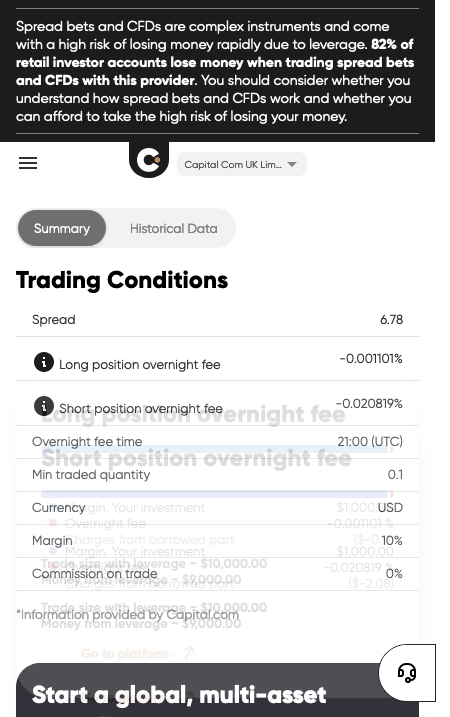 Spread bets and CFDs are complex instruments and come
with a high risk of losing money rapidly due to leverage. 82% of
retail investor accounts lose money when trading spread bets
and CFDs with this provider. You should consider whether you
understand how spread bets and CFDs work and whether you
can afford to take the high risk of losing your money.
Capital Com UK Lim...
Summary Historical Data
Trading Conditions
Spread 6.78
Long position overnight fee -0.001101%
Short position overnight fee -0.020819%
Long position overnight fee
Overnight fee time 21:00 (UTC)
Short position overnight fee
Min traded quantity 0.1
Margin. Your investment $1,000.00
Currency USD
Overnight fee -0.001101 %
Charges from borrowed part
Margin 10%
Margin. Your investment $1,000.00
Trade size with leverage ~ $10,000.00
-0.020819 %
Commission on trade 0%
Money from leverage ~ $9,000.00
($-2.08)
Trade size with leverage ~ $10,000.00
*Information provided by Capital.com
Money from leverage ~ $9,000.00
Go to platform
Start a global, multi-asset